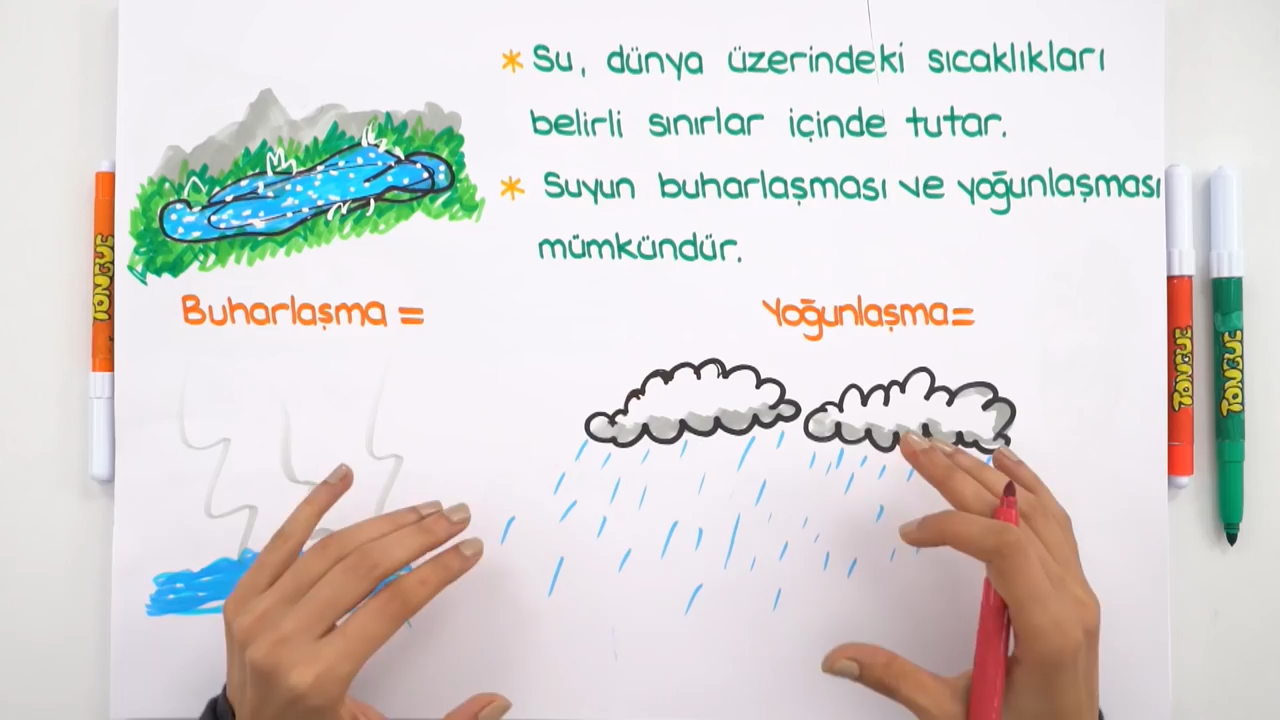 * Su, dünya üzerindeki sıcaklıkları
belirli sınırlar içinde tutar.
* Suyun buharlaşması ve yoğunlaşması
mümkündür.
Buharlaşma =
Yoğunlaşma=
TONGUE
TONGUE
TONGUE